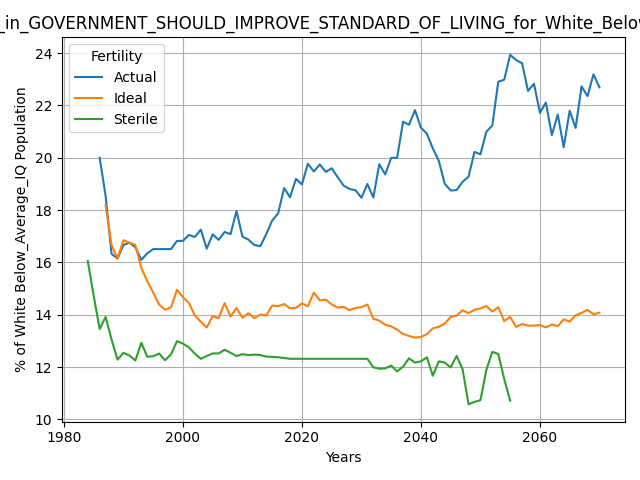 _in_GOVERNMENT_SHOULD_IMPROVE_STANDARD_OF_LIVING_for_White_Below
Fertility
Actual
Ideal
Sterile
% of White Below_Average_IQ Population
24
22
20
18
16
14
12
10
1980 2000 2020 2040 2060
Years